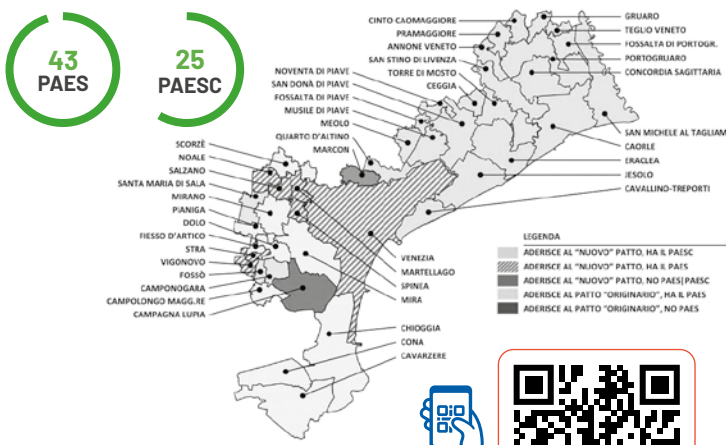 43
PAES
25
PAESC
CINTO CAOMAGGIORE
PRAMAGGIORE
ANNONE VENETO
SAN STINO DI LIVENZA
TORRE DI MOSTO
CEGGIA
NOVENTA DI PIAVE
SAN DONÀ DI PIAVE
FOSSALTA DI PIAVE
MUSILE DI PIAVE
MEOLO
QUARTO D'ALTINO
MARCON
SCORZÈ
NOALE
SALZANO
SANTA MARIA DI SALA
MIRANO
PIANIGA
DOLO
FIESSO D'ARTICO
STRA
VIGONOVO
FOSSÒ
CAMPONOGARA
CAMPOLONGO MAGG.RE
CAMPAGNA LUPIA
GRUARO
TEGLIO VENETO
FOSSALTA DI PORTOGR.
PORTOGRUARO
CONCORDIA SAGITTARIA
SAN MICHELE AL TAGLIAM
CAORLE
ERACLEA
JESOLO
CAVALLINO-TREPORTI
VENEZIA
MARTELLAGO
SPINEA
MIRA
CHIOGGIA
CONA
CAVARZERE
LEGENDA
ADERISCE AL "NUOVO" PATTO, HA IL PAESC
ADERISCE AL "NUOVO" PATTO, HA IL PAES
ADERISCE AL "NUOVO" PATTO, NO PAES|PAESC
ADERISCE AL PATTO "ORIGINARIO", HA IL PAES
ADERISCE AL PATTO "ORIGINARIO", NO PAES